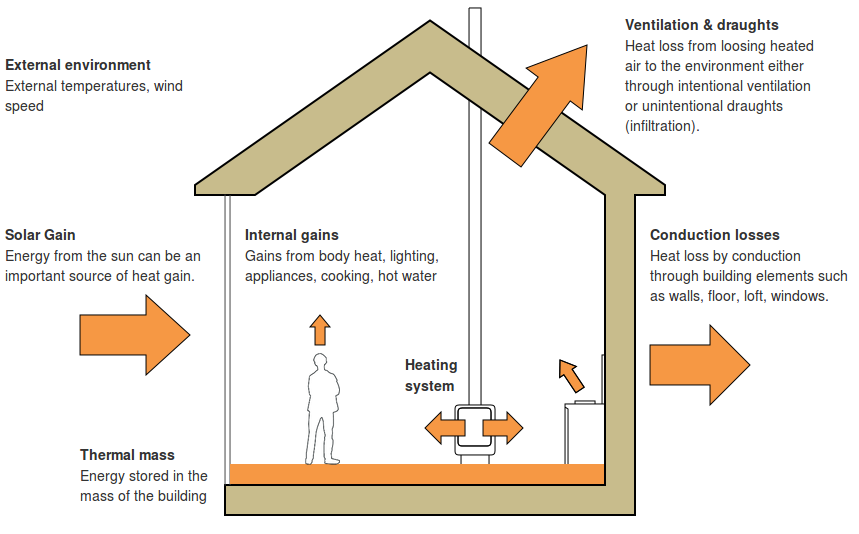 External environment
External temperatures, wind
speed
Ventilation & draughts
Heat loss from loosing heated
air to the environment either
through intentional ventilation
or unintentional draughts
(infiltration).
Solar Gain
Energy from the sun can be an
important source of heat gain.
Internal gains
Gains from body heat, lighting,
appliances, cooking, hot water
Conduction losses
Heat loss by conduction
through building elements such
as walls, floor, loft, windows.
Heating
system
Thermal mass
Energy stored in the
mass of the building